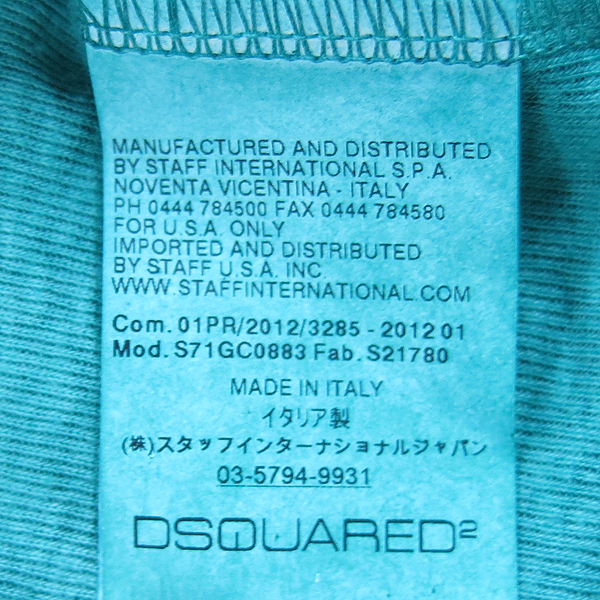 MANUFACTURED AND DISTRIBUTED
BY STAFF INTERNATIONAL S.P.A.
NOVENTA VICENTINA - ITALY
PH 0444 784500 FAX 0444 784580
FOR U.S.A. ONLY
IMPORTED AND DISTRIBUTED
BY STAFF U.S.A. INC.
WWW.STAFFINTERNATIONAL.COM
Com. 01PR/2012/3285 - 2012 01
Mod. S71GC0883 Fab. S21780
MADE IN ITALY
イタリア製
(株)スタッフインターナショナルジャパン
03-5794-9931
DSQUARED²